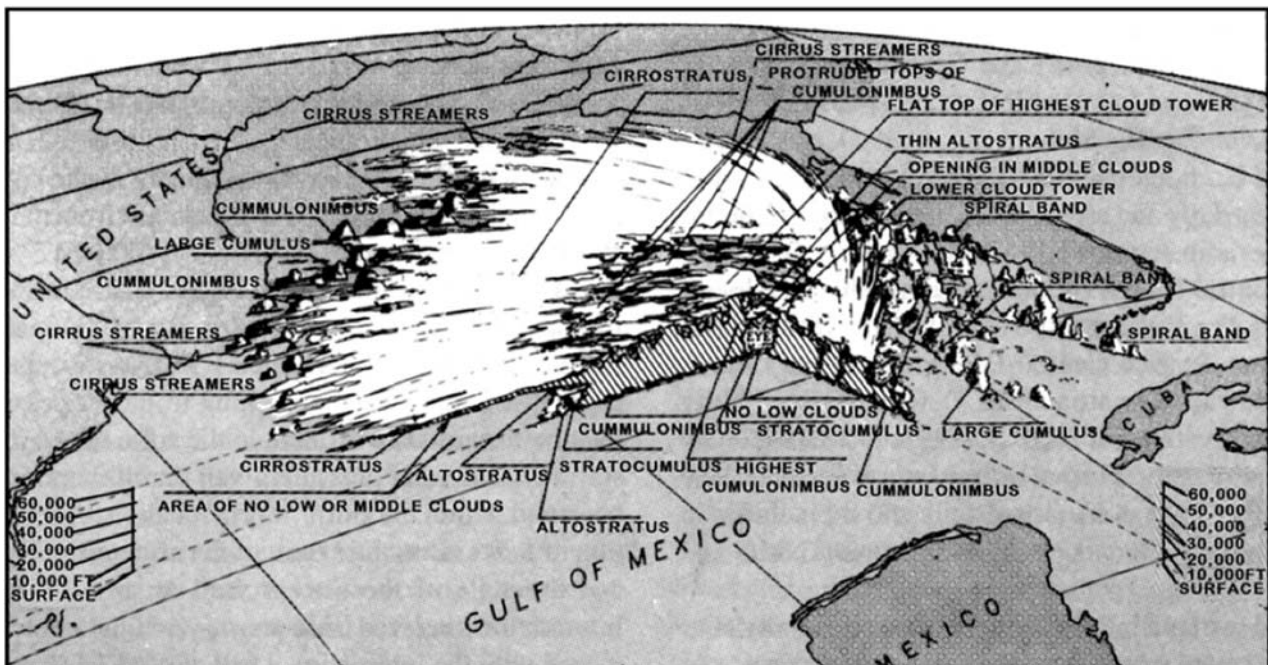 CIRRUS STREAMERS
CIRROSTRATUS
PROTRUDED TOPS OF
CUMULONIMBUS
CIRRUS STREAMERS
FLAT TOP OF HIGHEST CLOUD TOWER
THIN ALTOSTRATUS
OPENING IN MIDDLE CLOUDS
LOWER CLOUD TOWER
SPIRAL BAND
UNITED STATES
CUMMULONIMBUS
LARGE CUMULUS
CUMMULONIMBUS
SPIRAL BAND
CIRRUS STREAMERS
SPIRAL BAND
EYE
CIRRUS STREAMERS
CUBA
NO LOW CLOUDS
CUMMULONIMBUS
STRATOCUMULUS
LARGE CUMULUS
CIRROSTRATUS
ALTOSTRATUS
STRATOCUMULUS
HIGHEST
CUMULONIMBUS
CUMMULONIMBUS
AREA OF NO LOW OR MIDDLE CLOUDS
ALTOSTRATUS
60,000
50,000
40,000
30,000
20,000
10,000 FT
SURFACE
GULF OF MEXICO
60,000
50,000
40,000
30,000
20,000
10,000FT
SURFACE
MEXICO